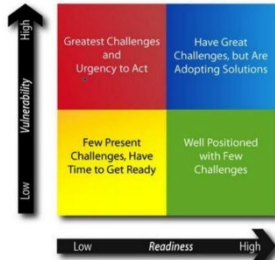 High
Vulnerability
Low
Greatest Challenges
and
Urgency to Act
Have Great
Challenges, but Are
Adopting Solutions
Few Present
Challenges, Have
Time to Get Ready
Well Positioned
with Few
Challenges
Low Readiness High